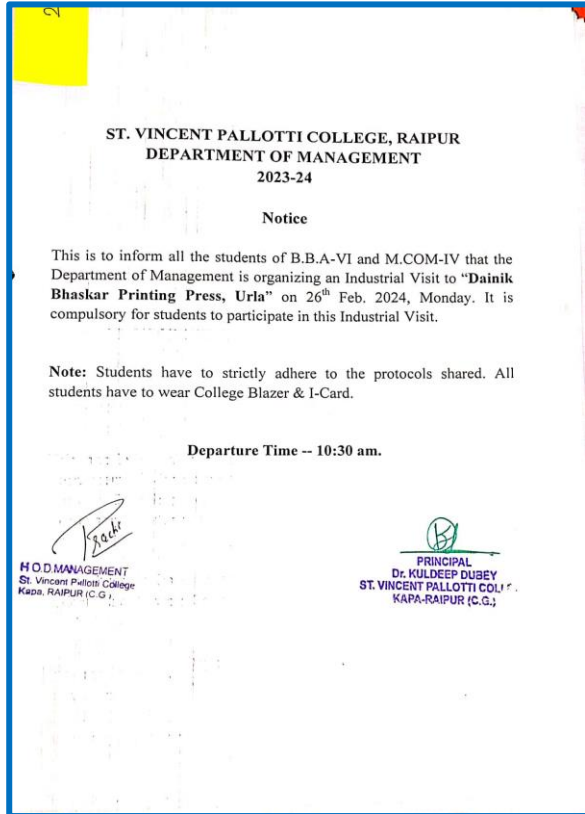 2
ST. VINCENT PALLOTTI COLLEGE, RAIPUR
DEPARTMENT OF MANAGEMENT
2023-24
Notice
This is to inform all the students of B.B.A-VI and M.COM-IV that the
Department of Management is organizing an Industrial Visit to “Dainik
Bhaskar Printing Press, Urla” on 26th Feb. 2024, Monday. It is
compulsory for students to participate in this Industrial Visit.
Note: Students have to strictly adhere to the protocols shared. All
students have to wear College Blazer & I-Card.
Departure Time -- 10:30 am.
Prachi
H O.D.MANAGEMENT
St. Vincent Pallotti College
Kapa, RAIPUR (C.G.),
PRINCIPAL
Dr. KULDEEP DUBEY
ST. VINCENT PALLOTTI
KAPA-RAIPUR (C.G.)